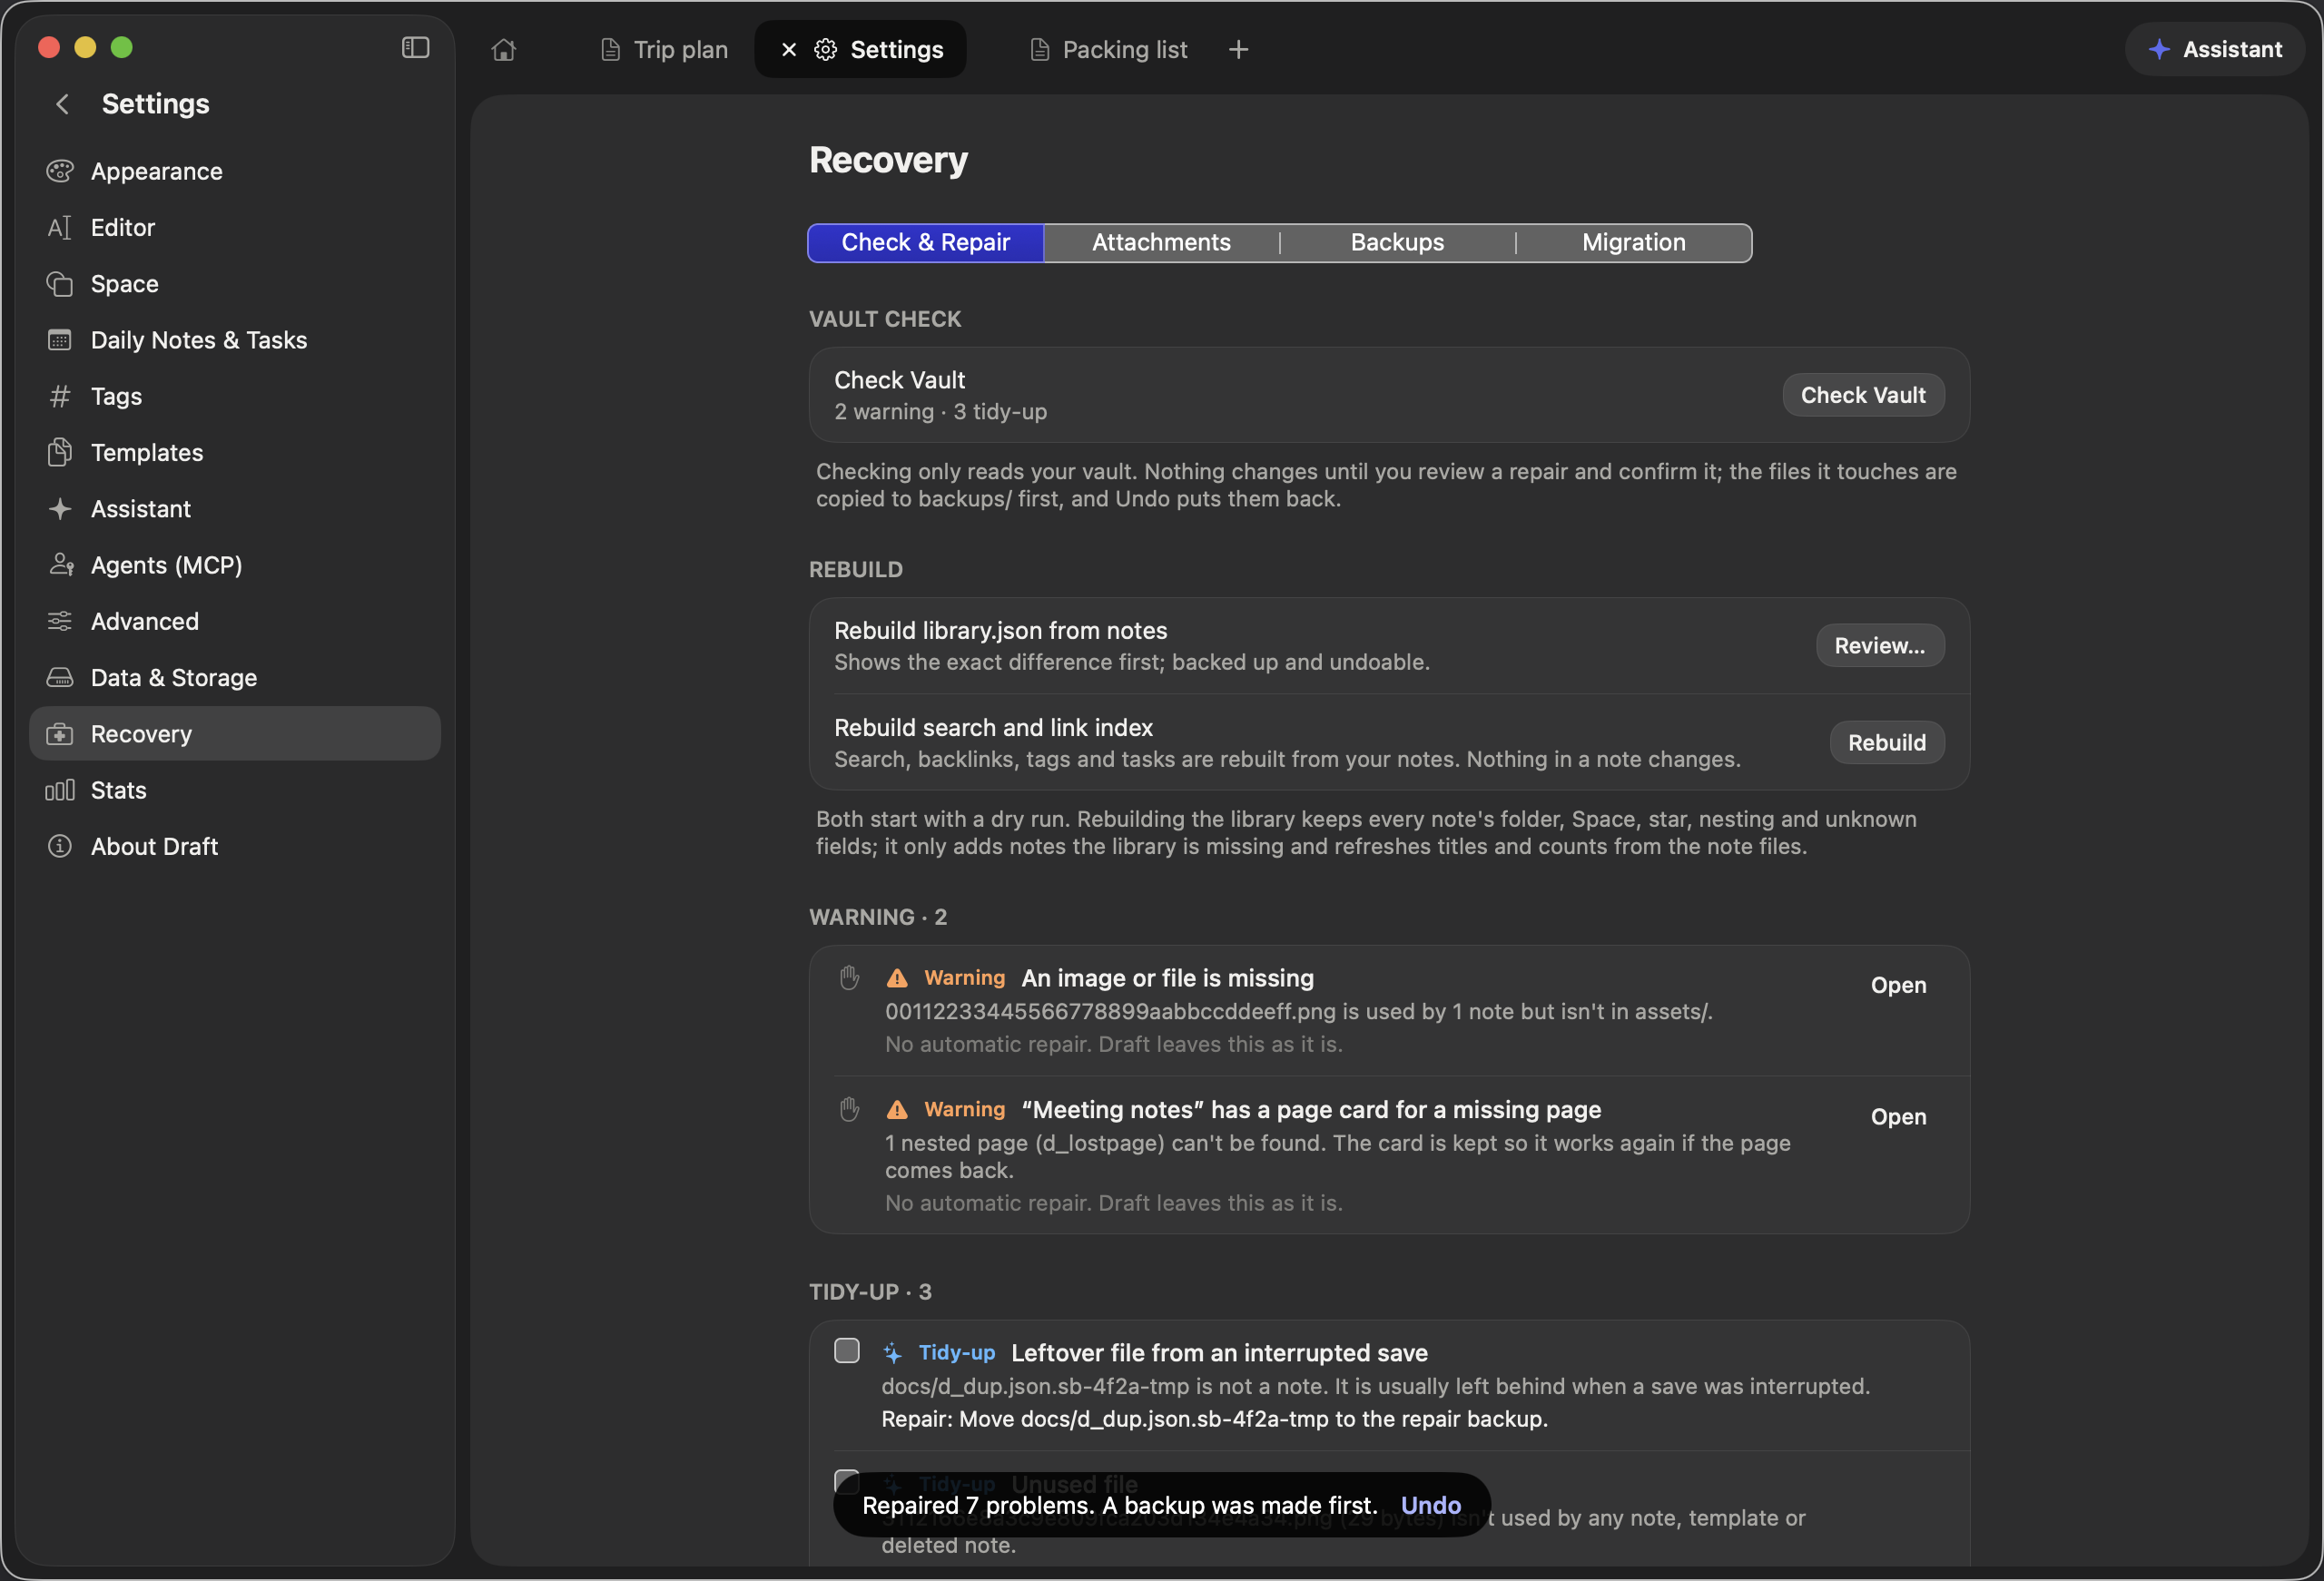 Settings
Appearance
Editor
Space
Daily Notes & Tasks
Tags
Templates
Assistant
Agents (MCP)
Advanced
Data & Storage
Recovery
Stats
About Draft
Trip plan
Settings
Packing list
Assistant
Recovery
Check & Repair
Attachments
Backups
Migration
VAULT CHECK
Check Vault
2 warning · 3 tidy-up
Check Vault
Checking only reads your vault. Nothing changes until you review a repair and confirm it; the files it touches are
copied to backups/ first, and Undo puts them back.
REBUILD
Rebuild library.json from notes
Shows the exact difference first; backed up and undoable.
Review...
Rebuild search and link index
Search, backlinks, tags and tasks are rebuilt from your notes. Nothing in a note changes.
Rebuild
Both start with a dry run. Rebuilding the library keeps every note's folder, Space, star, nesting and unknown
fields; it only adds notes the library is missing and refreshes titles and counts from the note files.
WARNING · 2
Warning An image or file is missing
00112233445566778899aabbccddeeff.png is used by 1 note but isn't in assets/.
No automatic repair. Draft leaves this as it is.
Open
Warning “Meeting notes” has a page card for a missing page
1 nested page (d_lostpage) can't be found. The card is kept so it works again if the page
comes back.
No automatic repair. Draft leaves this as it is.
Open
TIDY-UP · 3
Tidy-up Leftover file from an interrupted save
docs/d_dup.json.sb-4f2a-tmp is not a note. It is usually left behind when a save was interrupted.
Repair: Move docs/d_dup.json.sb-4f2a-tmp to the repair backup.
Tidy-up Unused file
(29 bytes) isn't used by any note, template or
deleted note.
Repaired 7 problems. A backup was made first. Undo